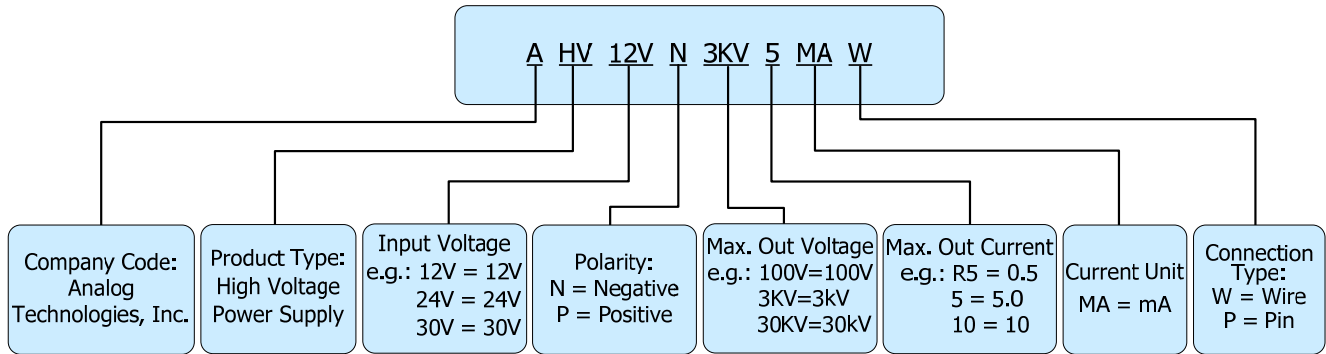 A HV 12V N 3KV 5 MA W
Company Code:
Analog
Technologies, Inc.
Product Type:
High Voltage
Power Supply
Input Voltage
e.g.: 12V = 12V
24V = 24V
30V = 30V
Polarity:
N = Negative
P = Positive
Max. Out Voltage
e.g.: 100V=100V
3KV=3kV
30KV=30kV
Max. Out Current
e.g.: R5 = 0.5
5 = 5.0
10 = 10
Current Unit
MA = mA
Connection
Type:
W = Wire
P = Pin